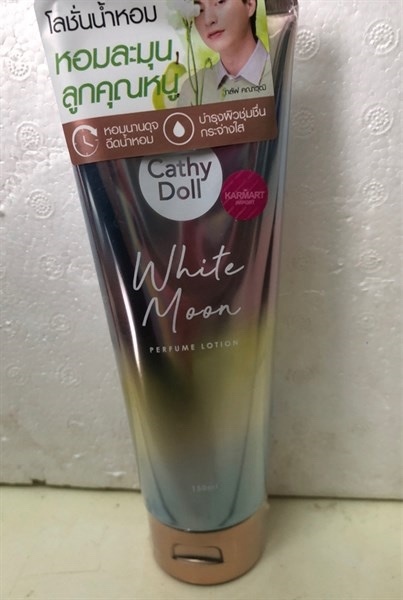 โลชั่นน้ำหอม
หอมละมุน
ลูกคุณหนู
หอมนานดุจ
ฉีดน้ำหอม
บำรุงผิวชุ่มชื่น
กระจ่างใส
Cathy
Doll
KARMART
White
Moon
PERFUME LOTION
150ml